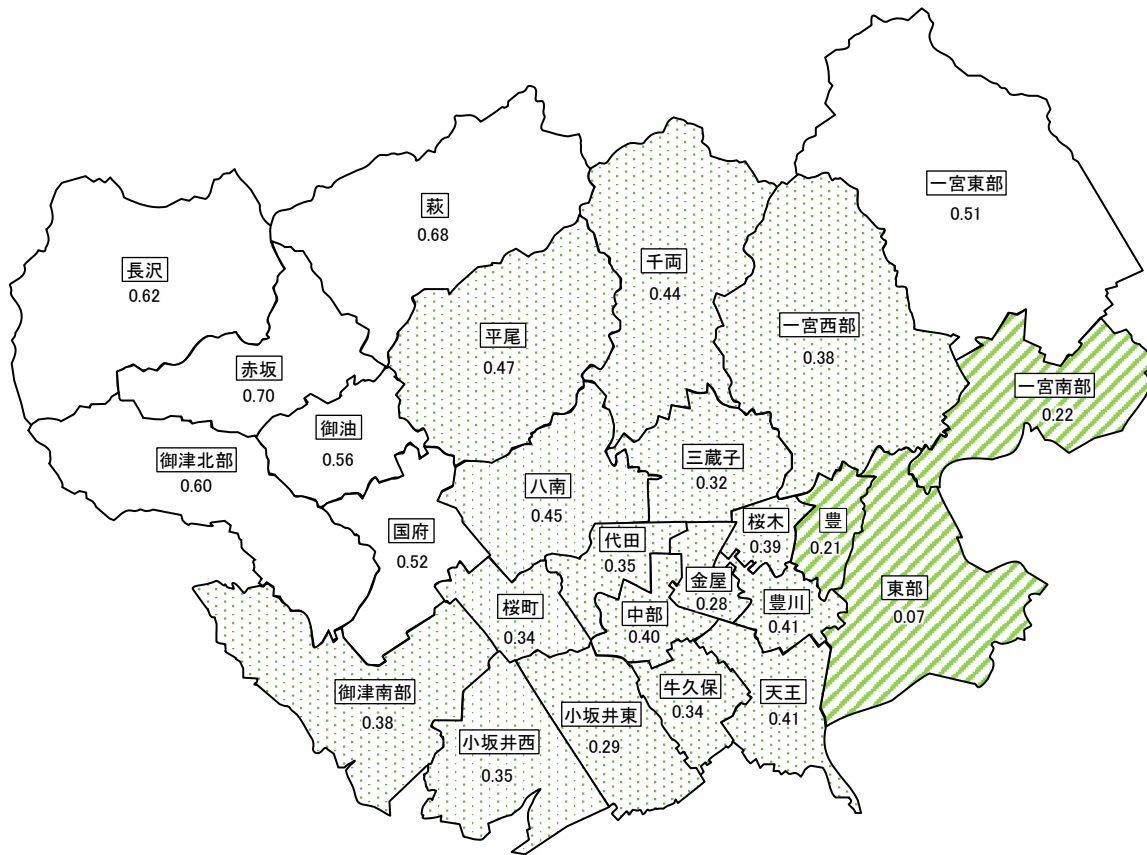 一宮東部
0.51
萩
0.68
長沢
0.62
千両
0.44
一宮西部
0.38
平尾
0.47
赤坂
0.70
一宮南部
0.22
御油
0.56
御津北部
0.60
三蔵子
0.32
八南
0.45
国府
0.52
桜木
0.39
豊
0.21
代田
0.35
金屋
0.28
東部
0.07
桜町
0.34
中部
0.40
豊川
0.41
御津南部
0.38
牛久保
0.34
天王
0.41
小坂井東
0.29
小坂井西
0.35